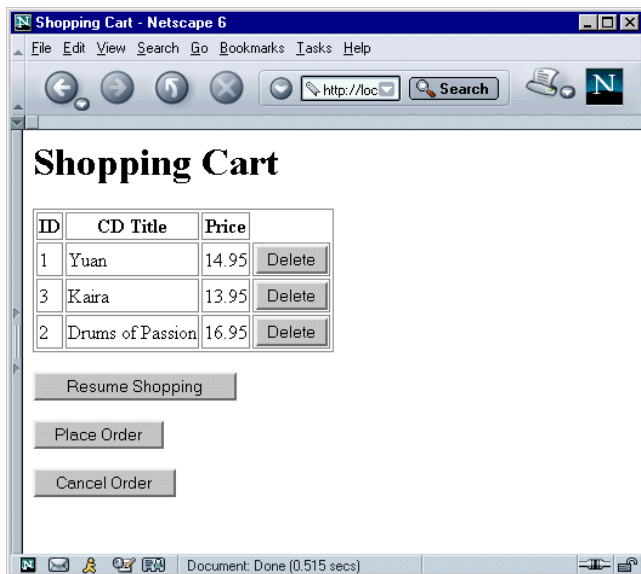 Shopping Cart - Netscape 6
File Edit View Search Go Bookmarks Tasks Help
http://loc Search N
Shopping Cart
ID CD Title Price
1 Yuan 14.95 Delete
3 Kaira 13.95 Delete
2 Drums of Passion 16.95 Delete
Resume Shopping
Place Order
Cancel Order
Document: Done (0.515 secs)